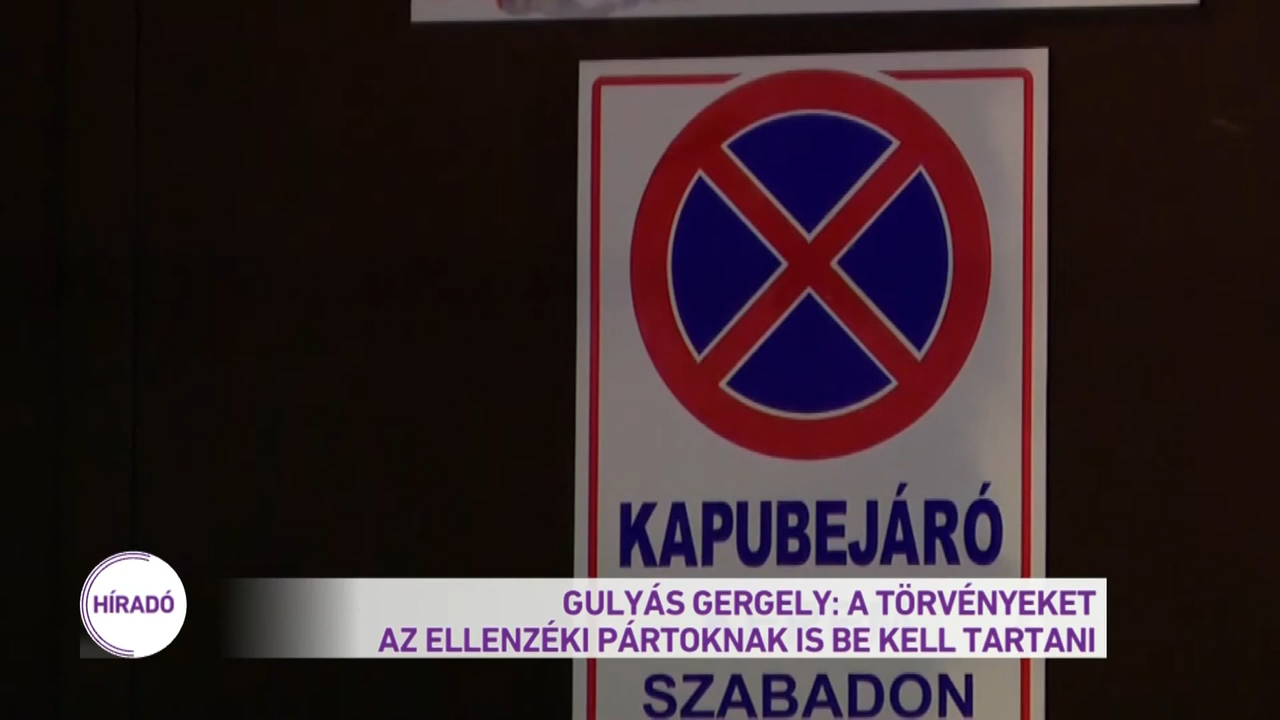 KAPUBEJÁRÓ
HÍRADÓ
GULYÁS GERGELY: A TÖRVÉNYEKET
AZ ELLENZÉKI PÁRTOKNAK IS BE KELL TARTANI
SZABADON